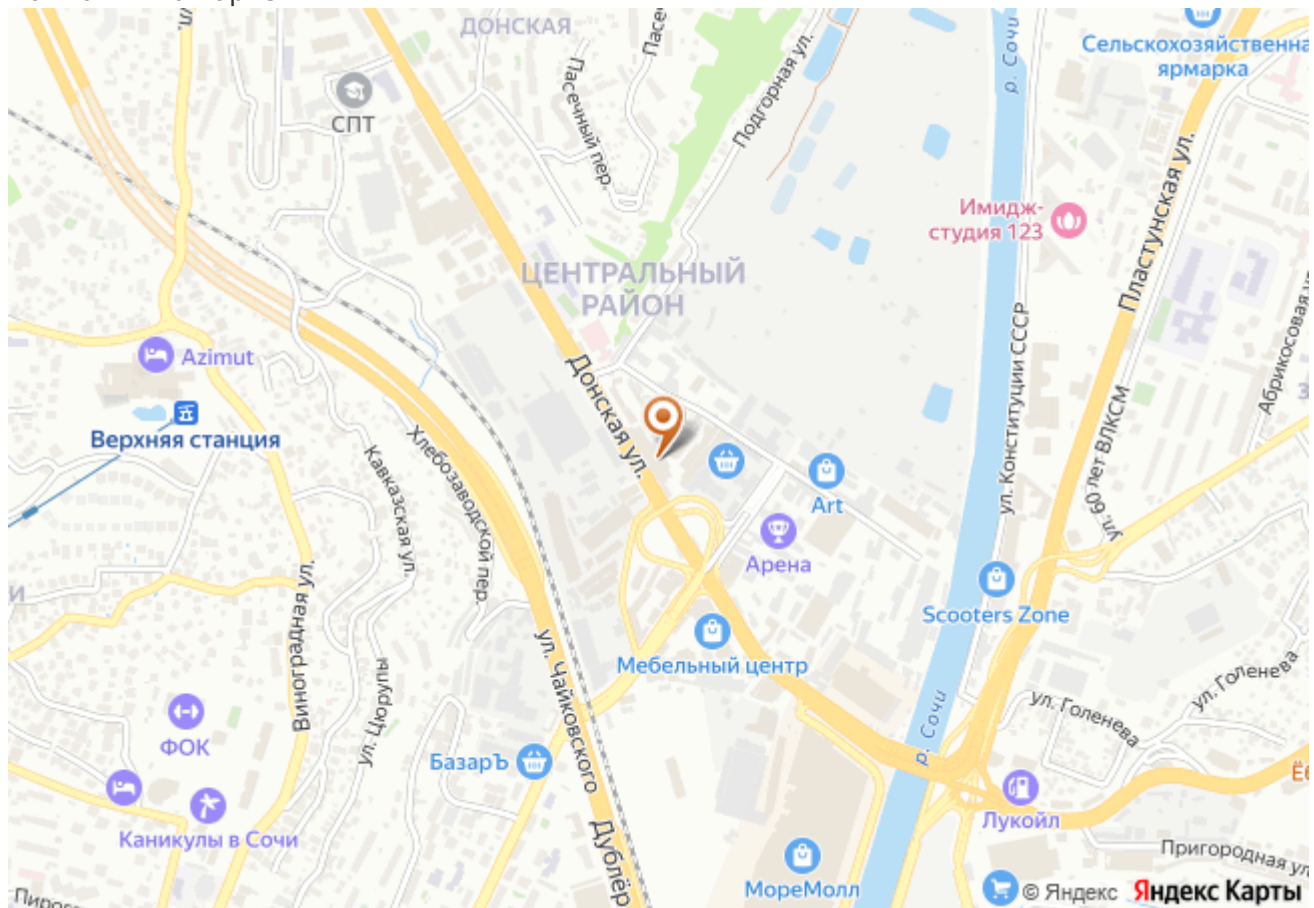 ДОНСКАЯ
Пасечный пер.
Подгорная ул.
р. Сочи
Сельскохозяйственна
ярмарка
СПТ
Имидж-
студия 123
Пластунская ул.
ЦЕНТРАЛЬНЫЙ
РАЙОН
Azimut
Верхняя станция
Донская ул.
Кавказская ул.
Хлебозаводской пер.
Art
Арена
ул. Конституции СССР
ул. 60 лет ВЛКСМ
Абрикосовая
Scooters Zone
Виноградная ул.
ул. Цюрупы
ул. Чайковского
Мебельный центр
ФОК
БазарЪ
Каникулы в Сочи
Дублёр
р. Сочи
ул. Голенева
ул. Голенева
Лукойл
МореМолл
Пригородная ул
© Яндекс Яндекс Карты